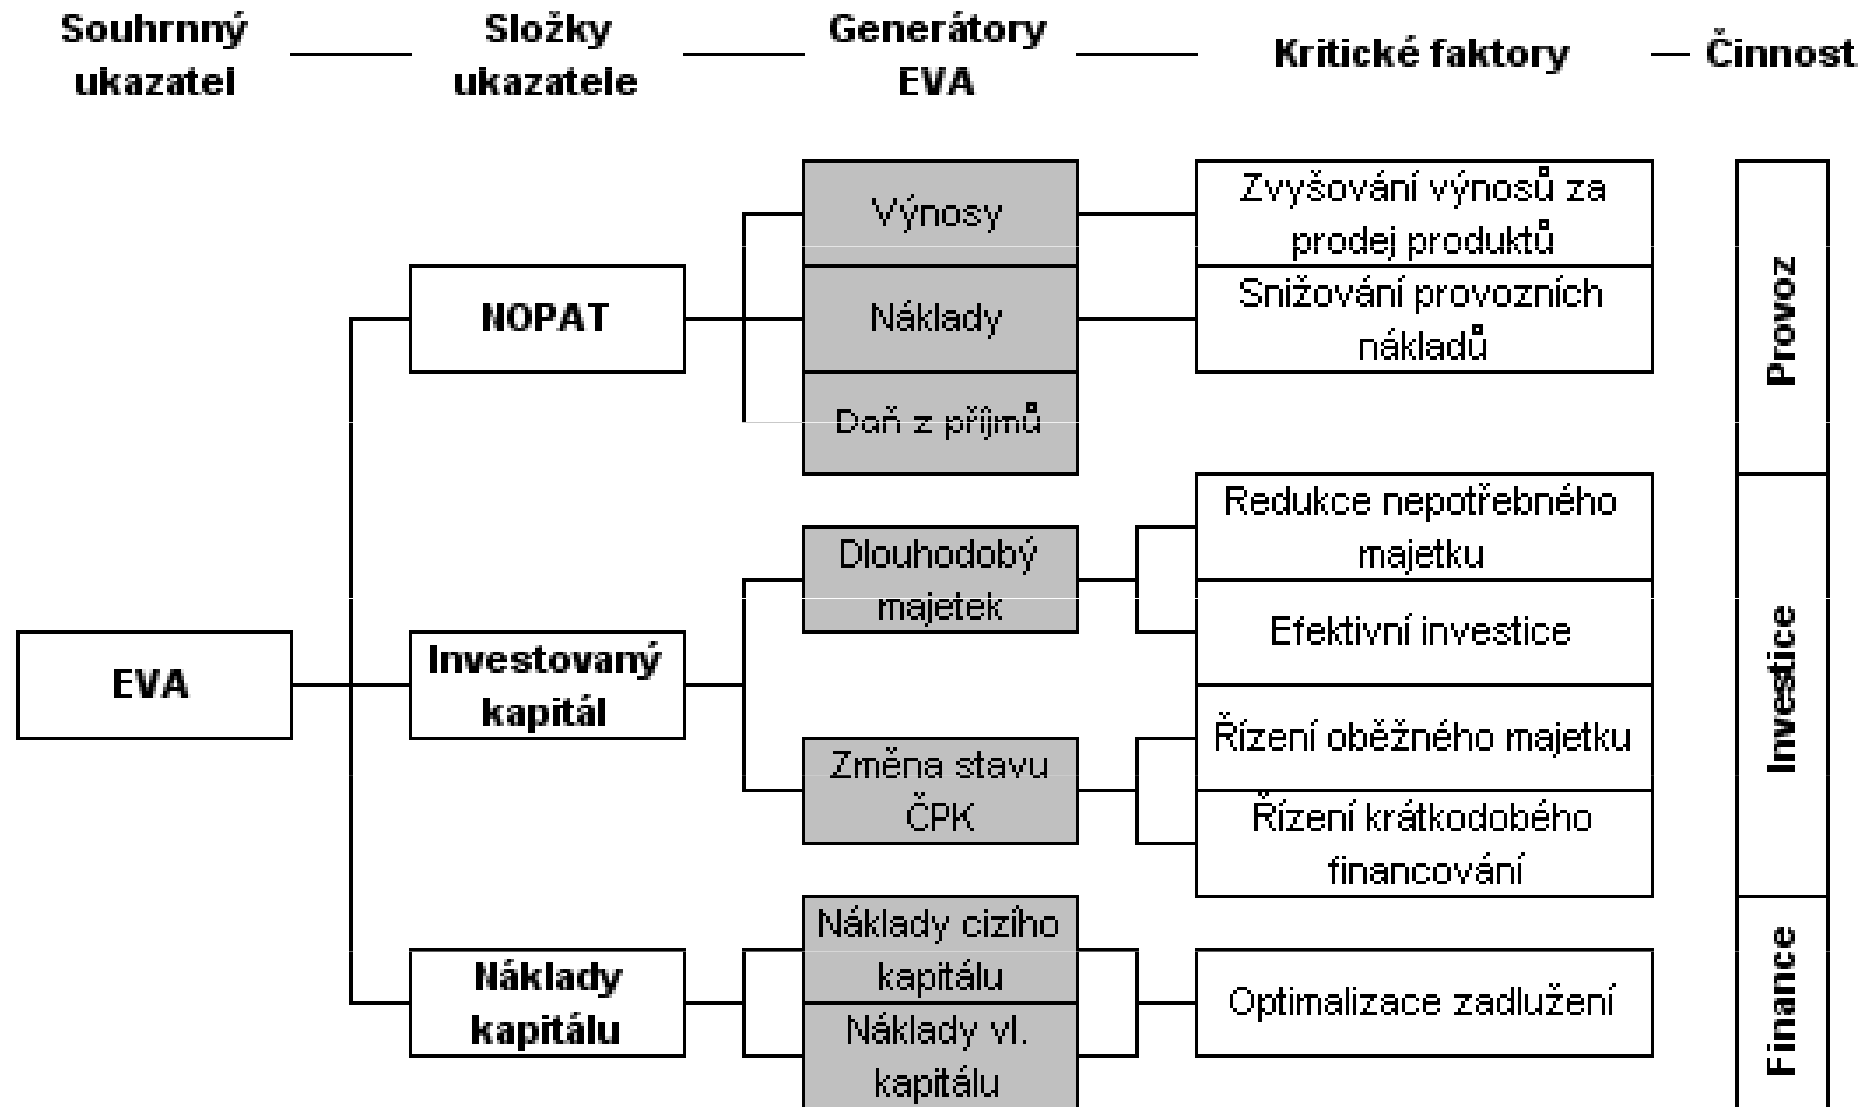 Souhrnný
ukazatel
Složky
ukazatele
Generátory
EVA
Kritické faktory
Činnost
EVA
NOPAT
Investovaný
kapitál
Náklady
kapitálu
Výnosy
Náklady
Daň z příjmů
Dlouhodobý
majetek
Změna stavu
ČPK
Náklady cizího
kapitálu
Náklady vl.
kapitálu
Zvyšování výnosů za
prodej produktů
Snižování provozních
nákladů
Redukce nepotřebného
majetku
Efektivní investice
Řízení oběžného majetku
Řízení krátkodobého
financování
Optimalizace zadlužení
Provoz
Investice
Finance